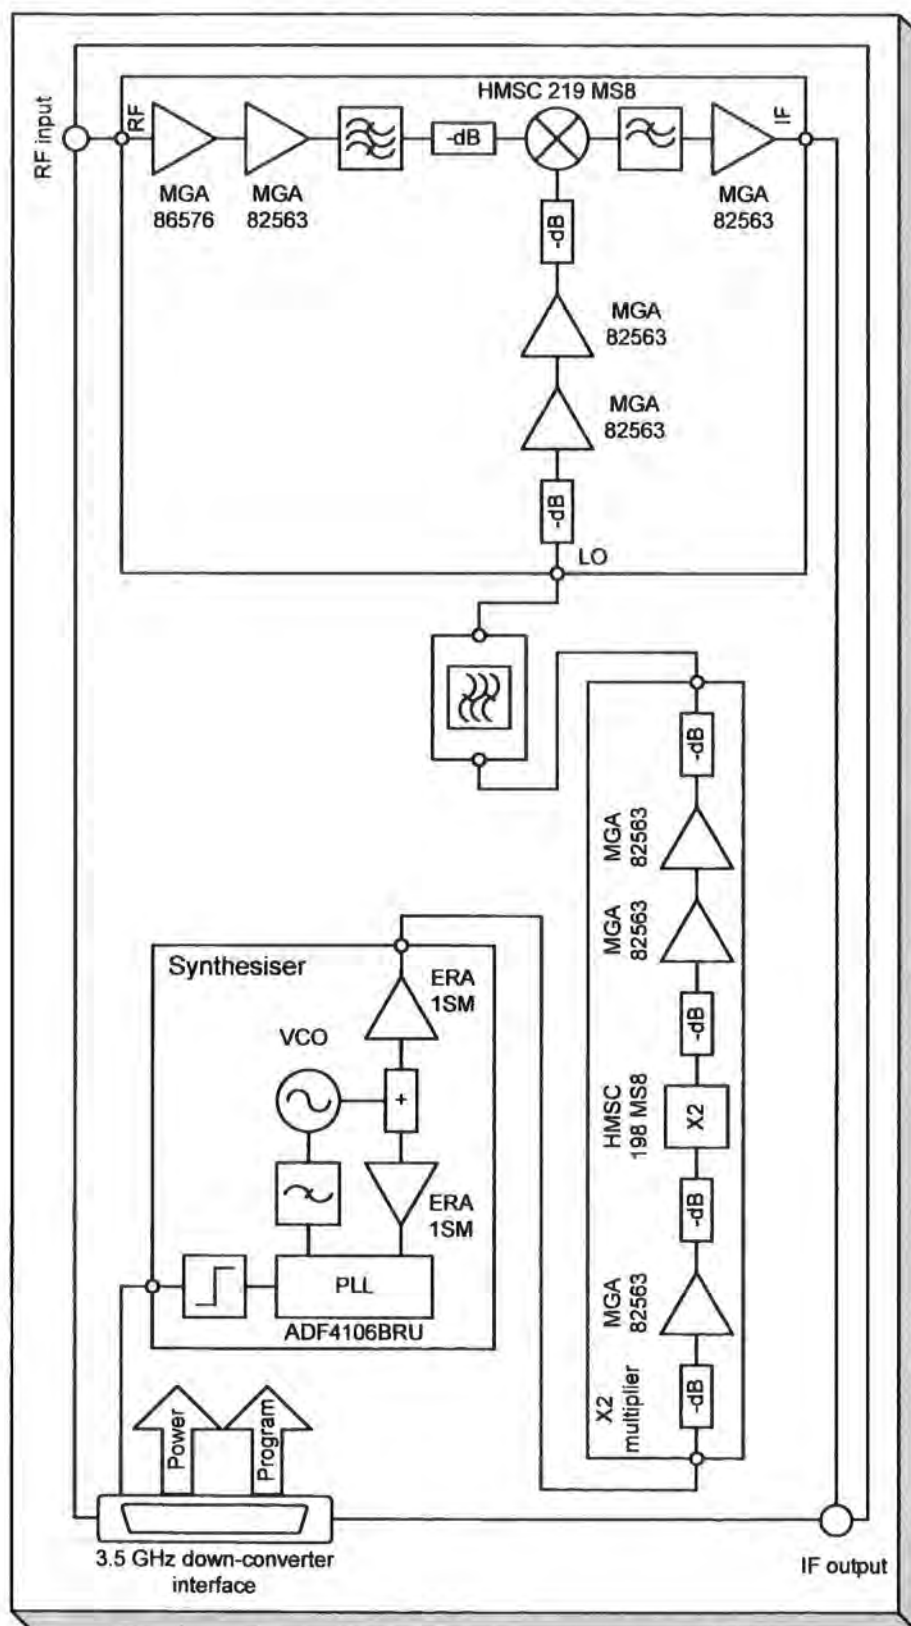 HMSC 219 MS8
RF input
RF
-dB
IF
MGA
86576
MGA
82563
MGA
82563
-dB
MGA
82563
MGA
82563
-dB
LO
-dB
MGA
82563
MGA
82563
-dB
HMSC
198 MS8
X2
-dB
MGA
82563
-dB
X2
multiplier
Synthesiser
ERA
1SM
VCO
+
ERA
1SM
PLL
ADF4106BRU
Power
Program
3.5 GHz down-converter
interface
IF output